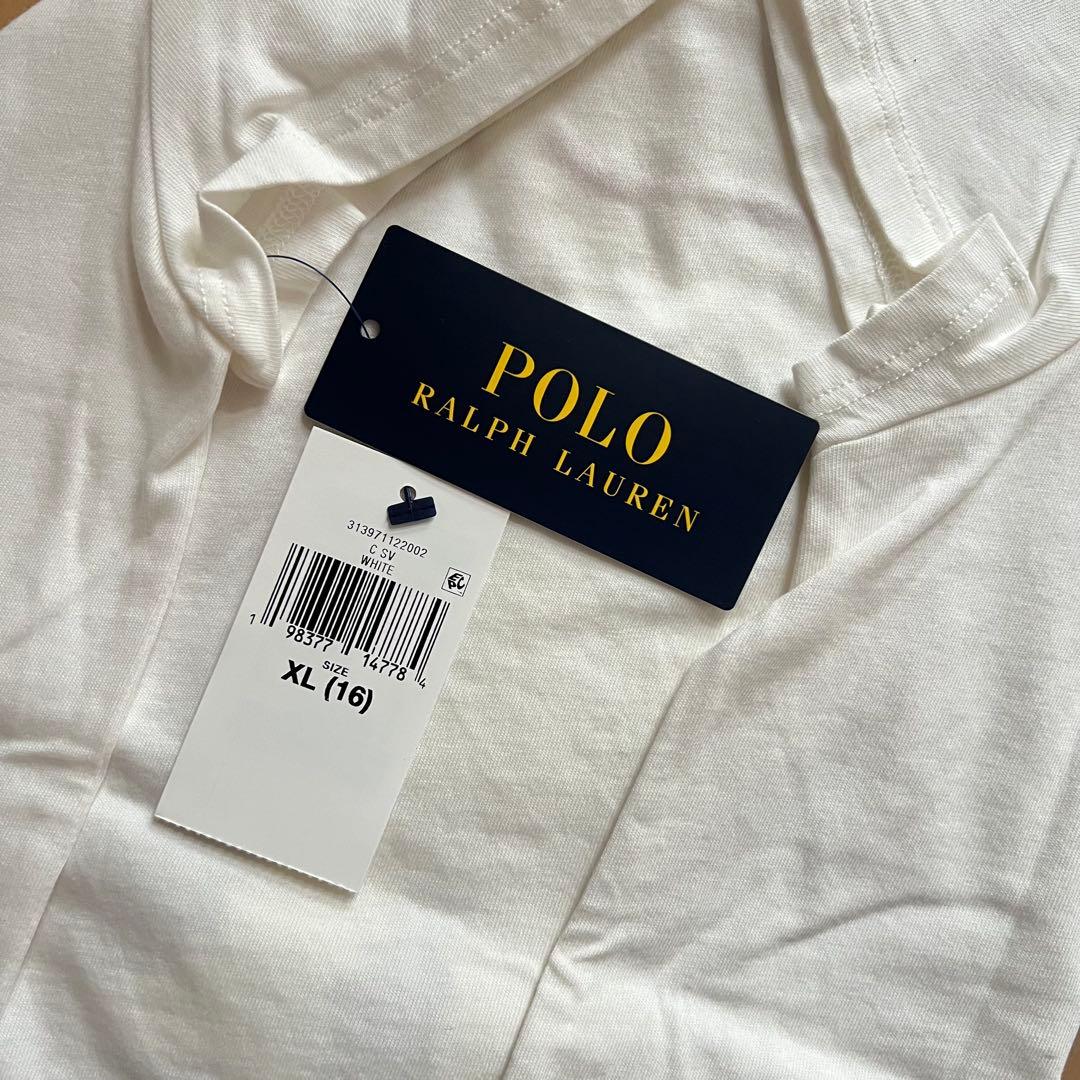 POLO
RALPH LAUREN
313971122002
C SV
WHITE
1 98377 14778 4
SIZE
XL (16)